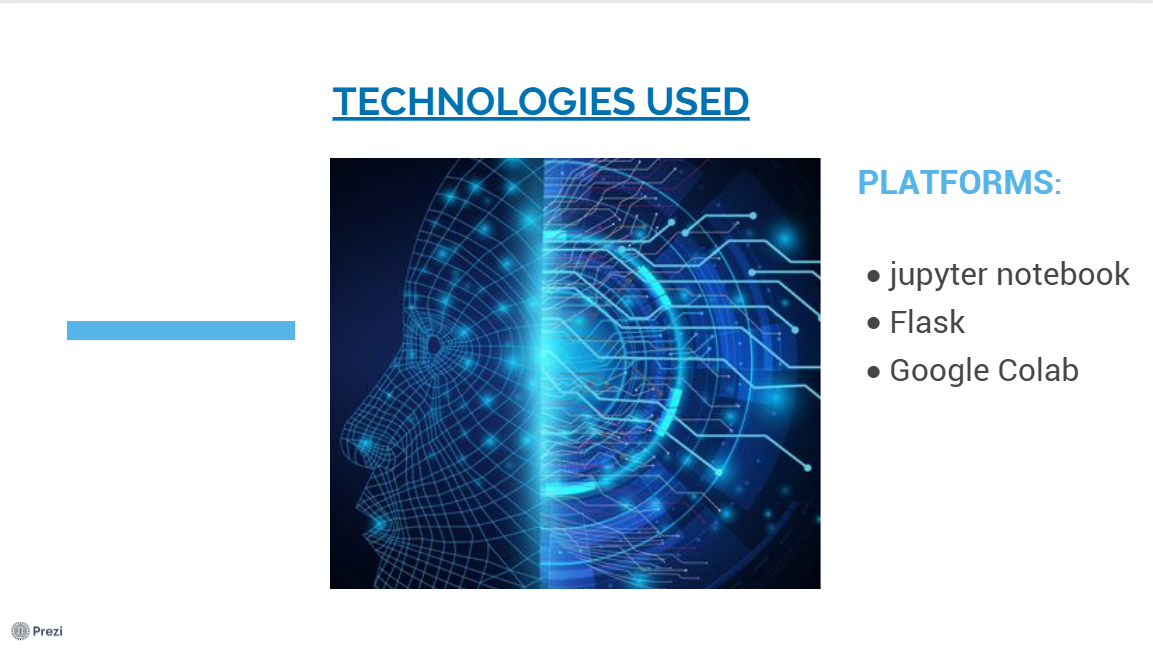 TECHNOLOGIES USED
PLATFORMS:
● jupyter notebook
● Flask
● Google Colab
Prezi